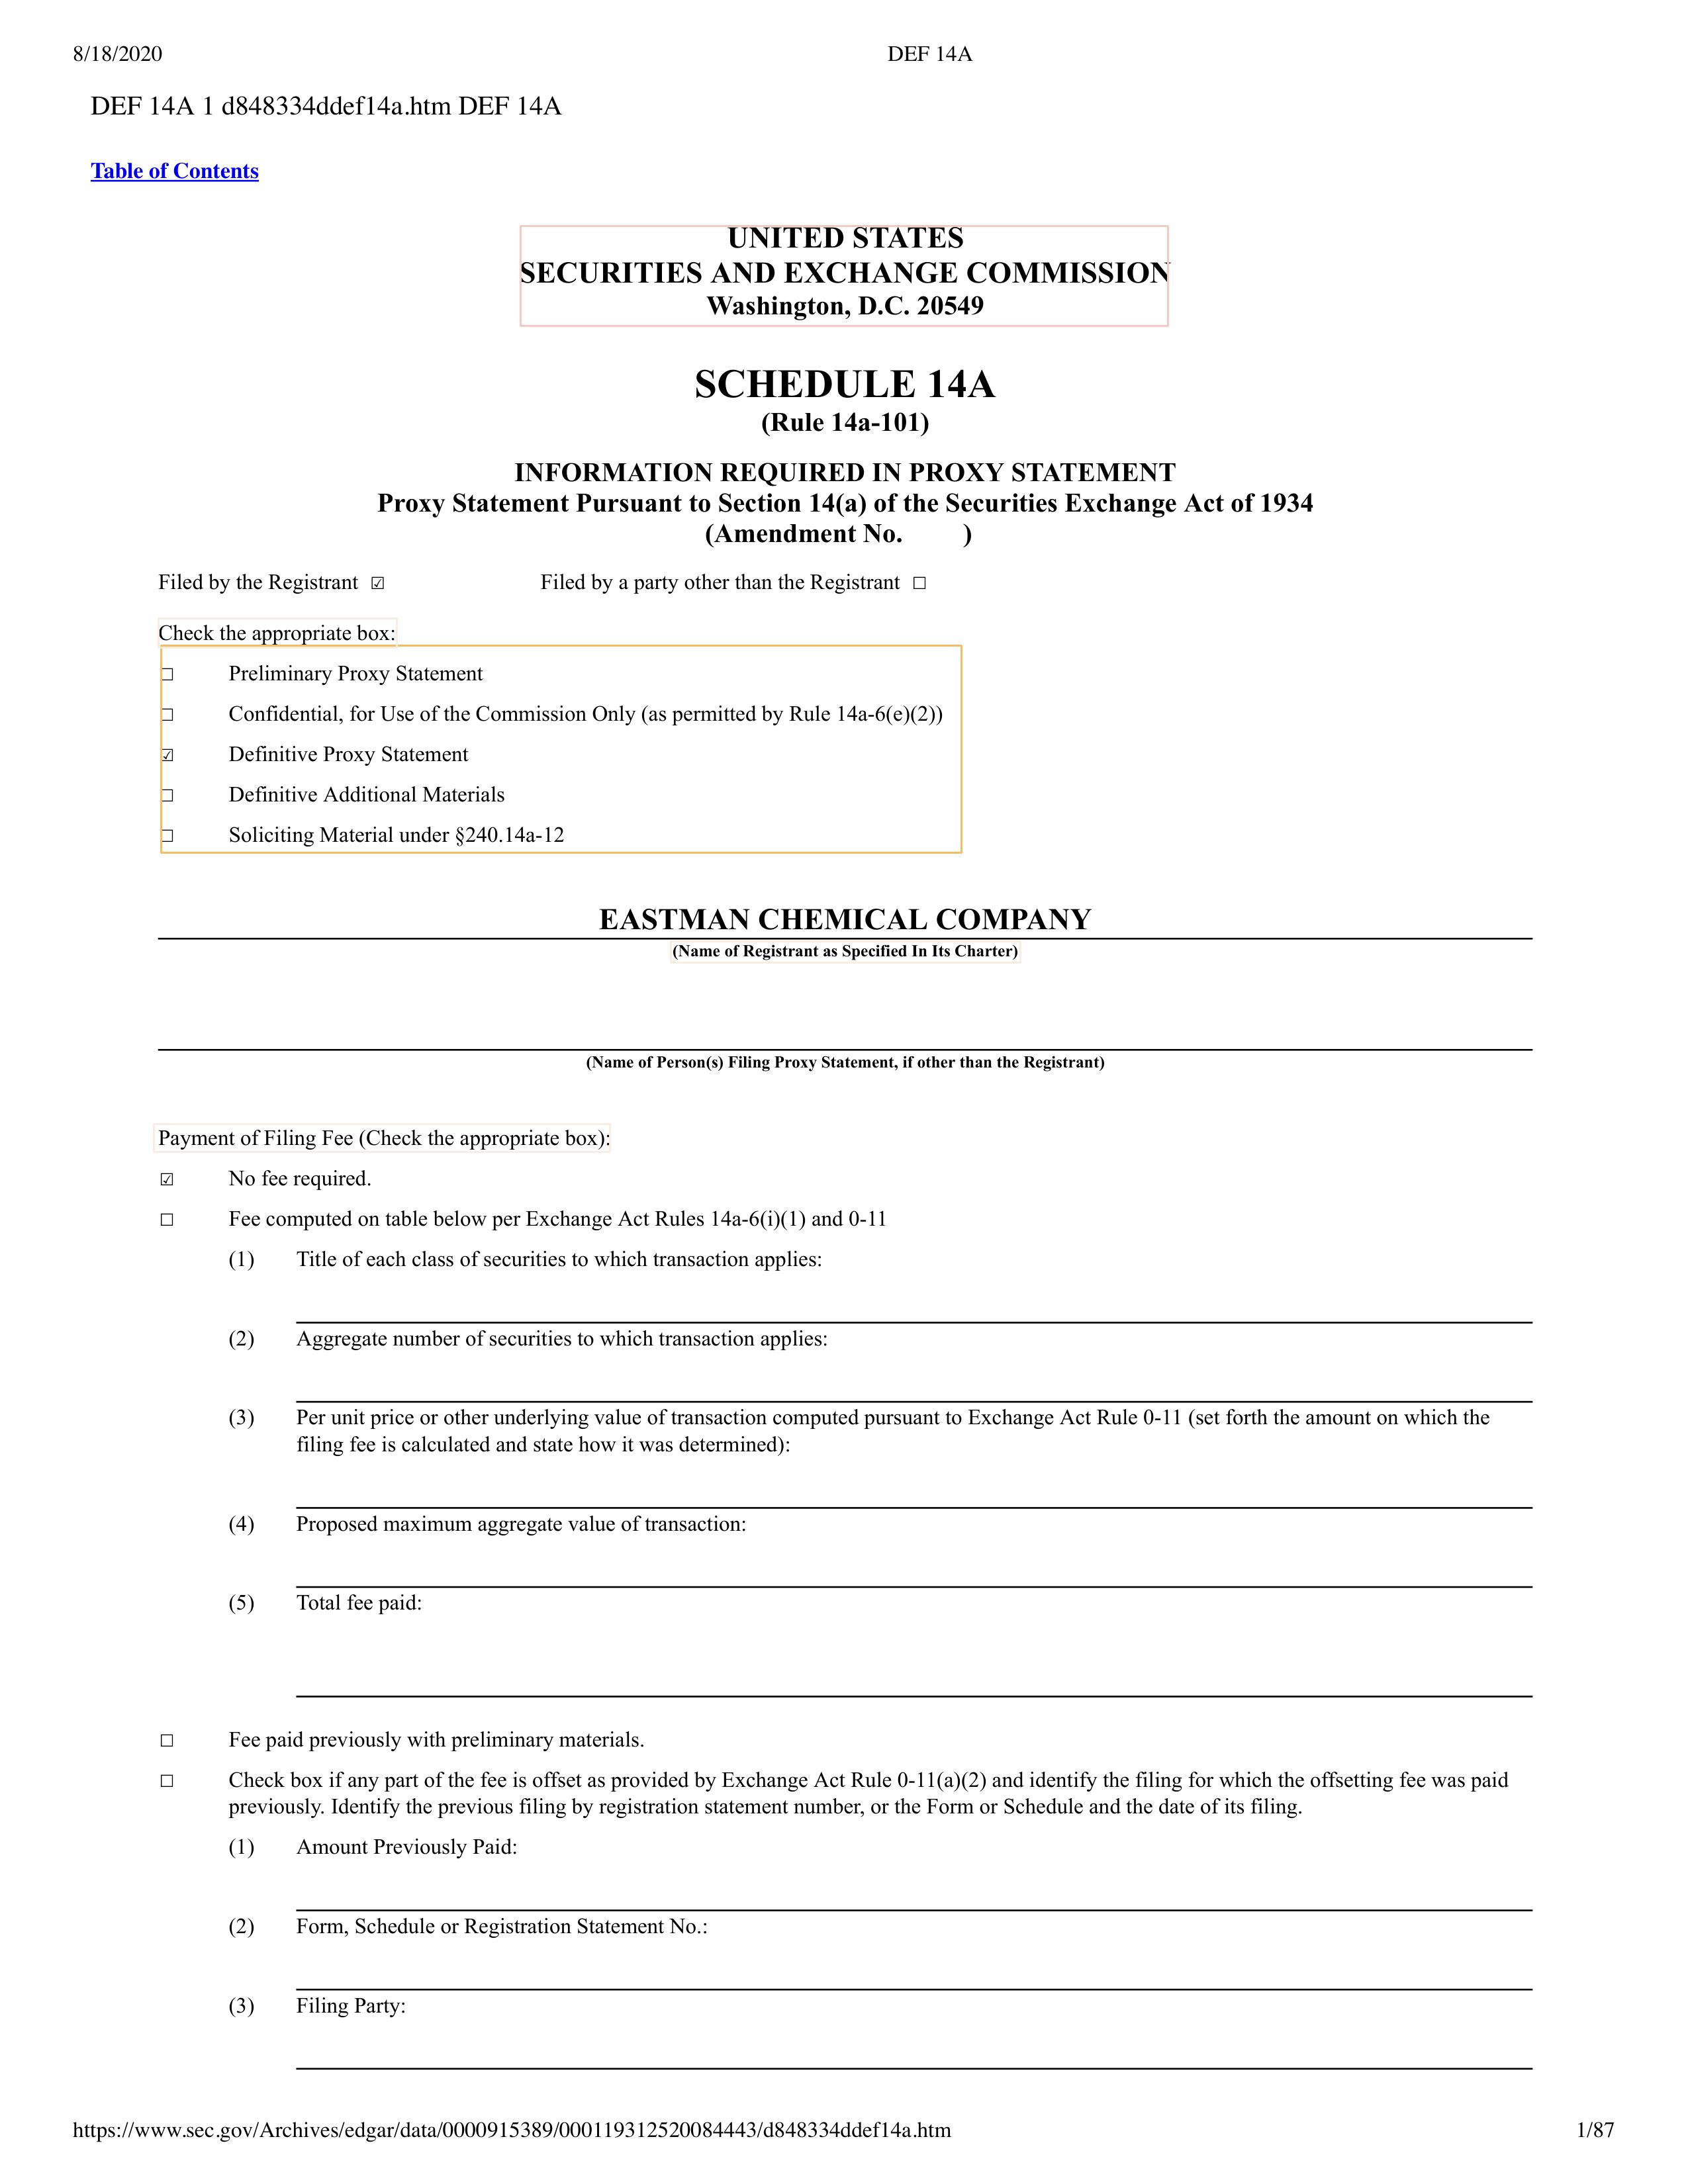 8/18/2020 DEF 14A
DEF 14A 1 d848334ddef14a.htm DEF 14A
Table of Contents
UNITED STATES
SECURITIES AND EXCHANGE COMMISSION
Washington, D.C. 20549
SCHEDULE 14A
(Rule 14a-101)
INFORMATION REQUIRED IN PROXY STATEMENT
Proxy Statement Pursuant to Section 14(a) of the Securities Exchange Act of 1934
(Amendment No. )
Filed by the Registrant ☑ Filed by a party other than the Registrant ☐
Check the appropriate box:
☐ Preliminary Proxy Statement
☐ Confidential, for Use of the Commission Only (as permitted by Rule 14a-6(e)(2))
☑ Definitive Proxy Statement
☐ Definitive Additional Materials
☐ Soliciting Material under §240.14a-12
EASTMAN CHEMICAL COMPANY
(Name of Registrant as Specified In Its Charter)
(Name of Person(s) Filing Proxy Statement, if other than the Registrant)
Payment of Filing Fee (Check the appropriate box):
☑ No fee required.
☐ Fee computed on table below per Exchange Act Rules 14a-6(i)(1) and 0-11
(1) Title of each class of securities to which transaction applies:
(2) Aggregate number of securities to which transaction applies:
(3) Per unit price or other underlying value of transaction computed pursuant to Exchange Act Rule 0-11 (set forth the amount on which the
filing fee is calculated and state how it was determined):
(4) Proposed maximum aggregate value of transaction:
(5) Total fee paid:
☐ Fee paid previously with preliminary materials.
☐ Check box if any part of the fee is offset as provided by Exchange Act Rule 0-11(a)(2) and identify the filing for which the offsetting fee was paid
previously. Identify the previous filing by registration statement number, or the Form or Schedule and the date of its filing.
(1) Amount Previously Paid:
(2) Form, Schedule or Registration Statement No.:
(3) Filing Party:
https://www.sec.gov/Archives/edgar/data/0000915389/000119312520084443/d848334ddef14a.htm 1/87